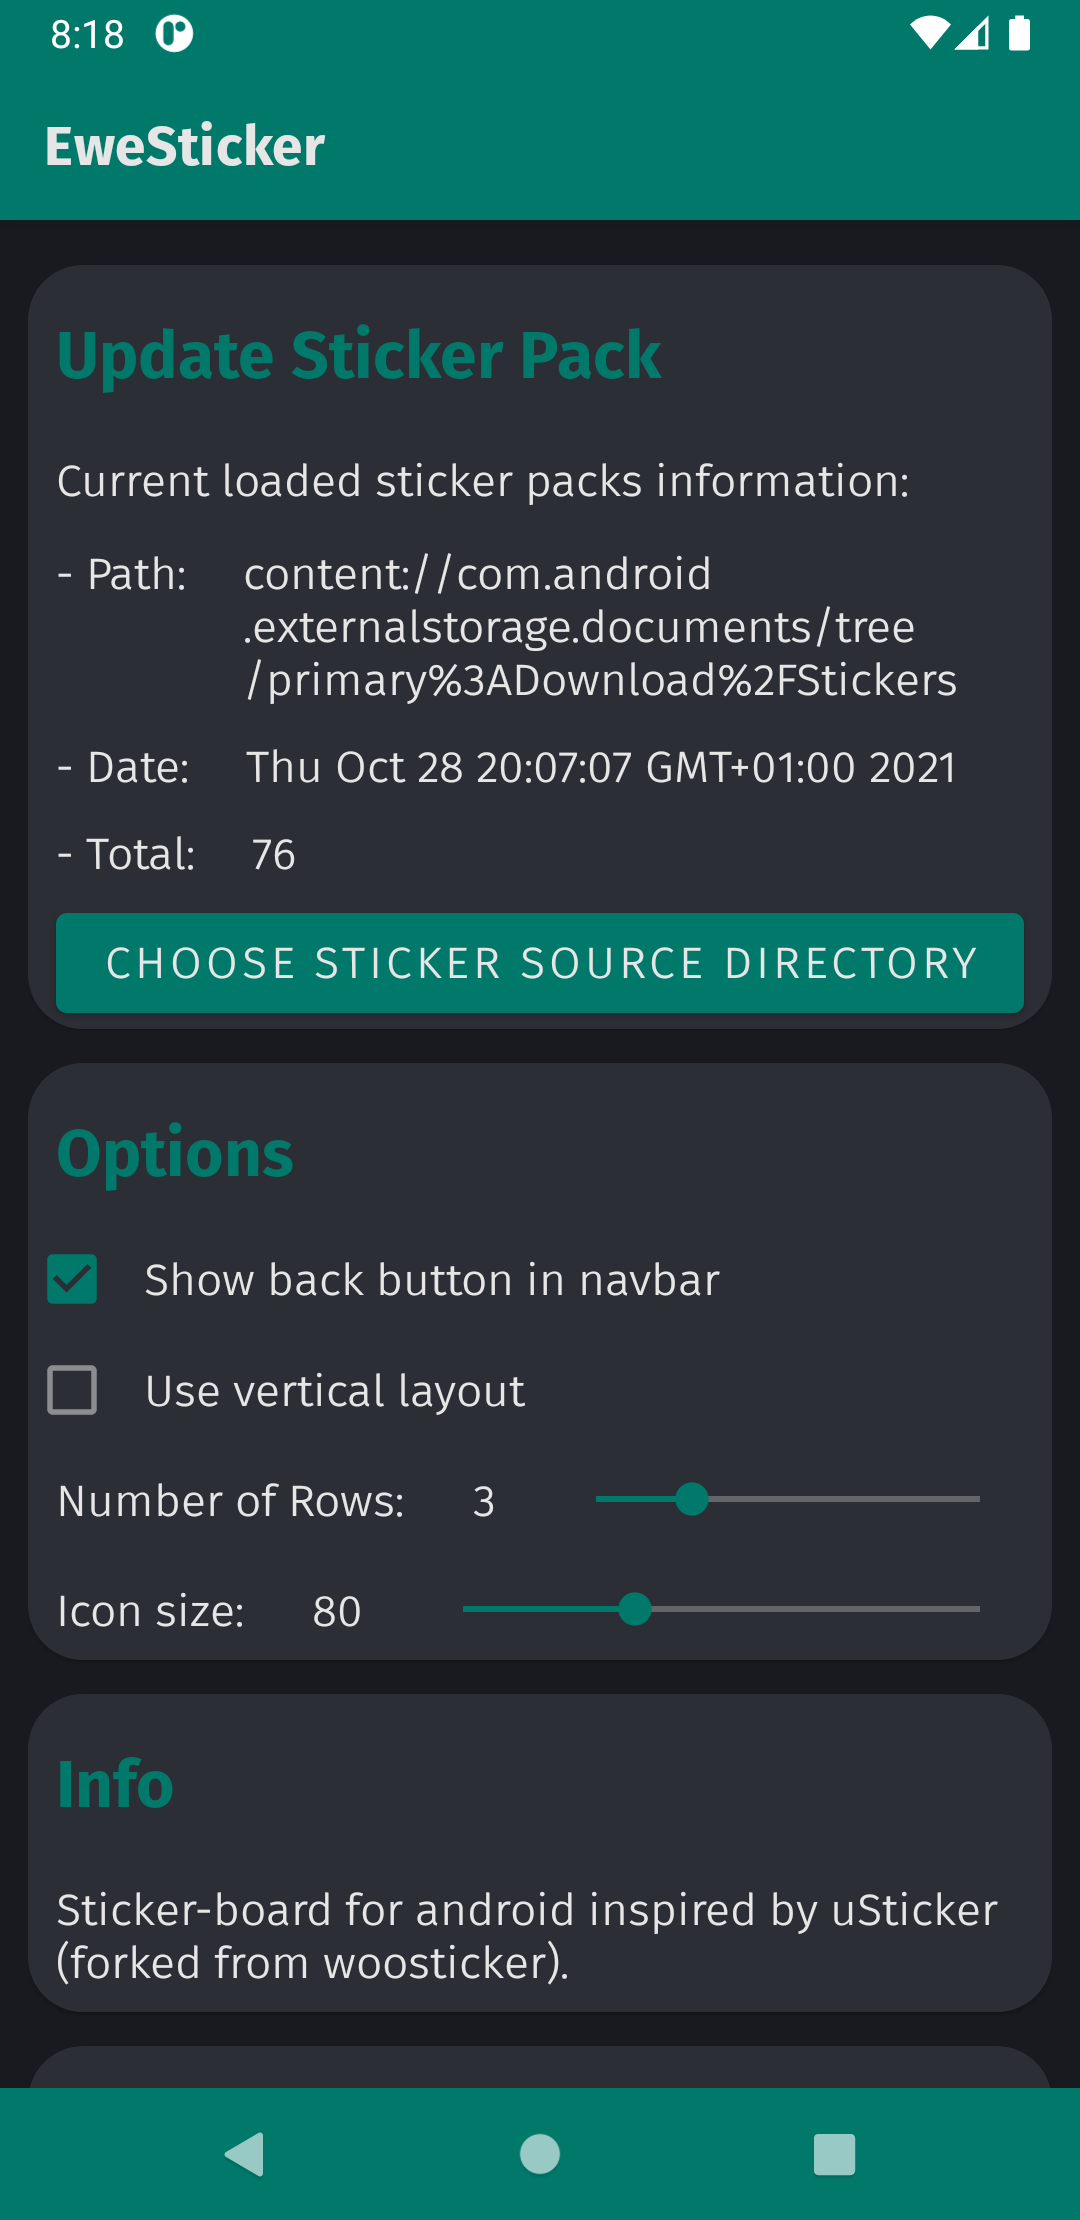 8:18
EweSticker
Update Sticker Pack
Current loaded sticker packs information:
- Path: content://com.android
.externalstorage.documents/tree
/primary%3ADownload%2FStickers
- Date: Thu Oct 28 20:07:07 GMT+01:00 2021
- Total: 76
CHOOSE STICKER SOURCE DIRECTORY
Options
Show back button in navbar
Use vertical layout
Number of Rows: 3
Icon size: 80
Info
Sticker-board for android inspired by uSticker
(forked from woosticker).